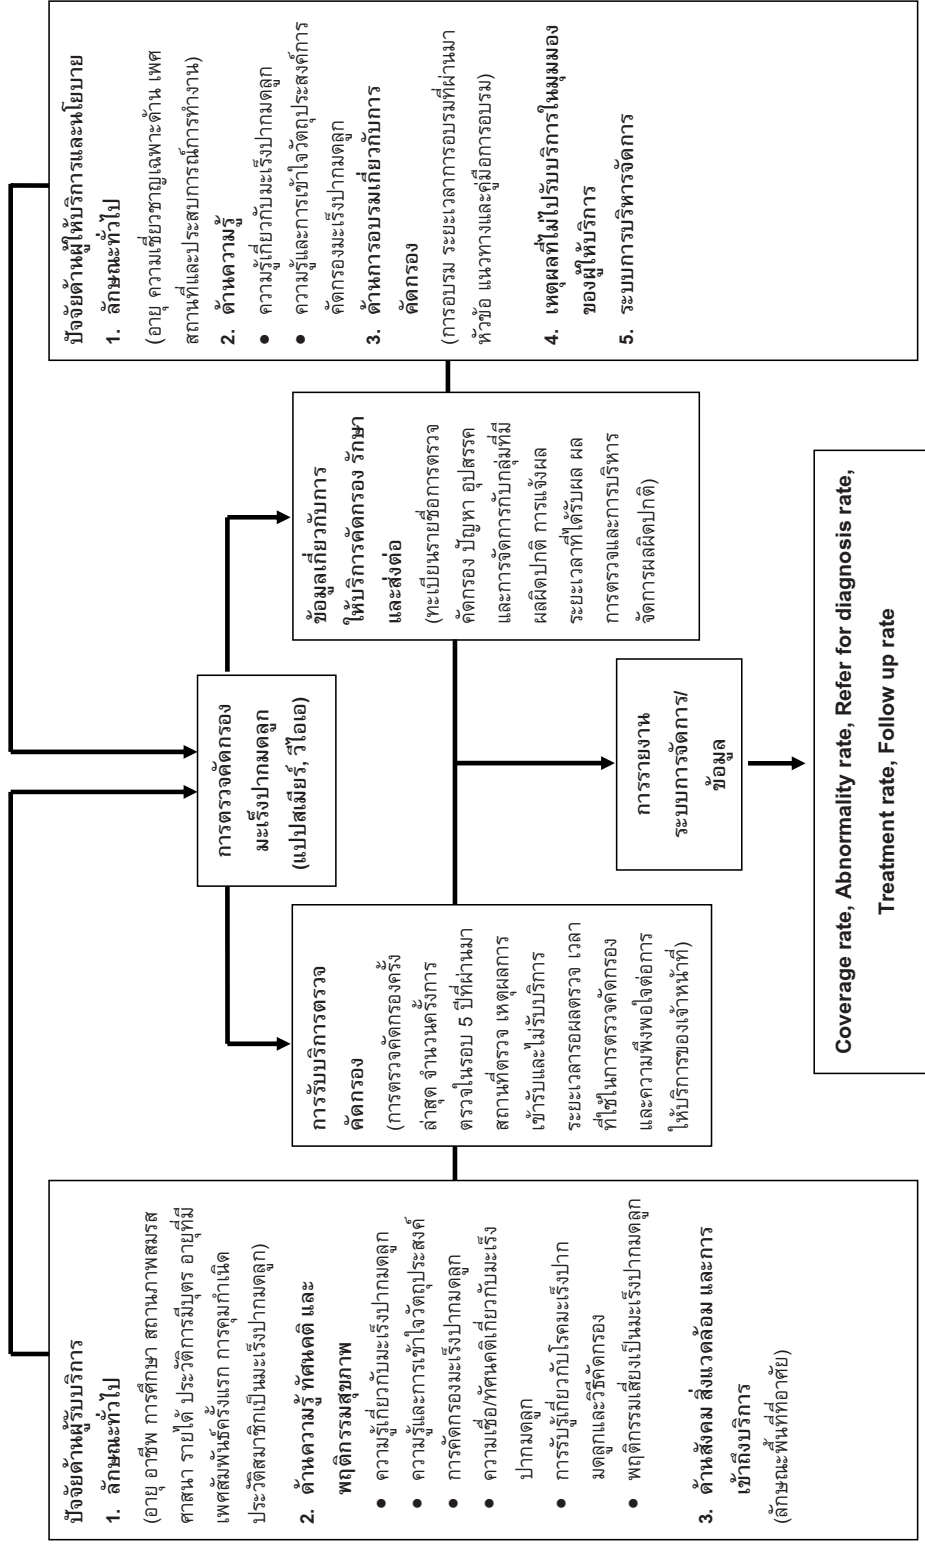 ปัจจัยด้านผู้รับบริการ
1. ลักษณะทั่วไป
(อายุ อาชีพ การศึกษา สถานภาพสมรส
ศาสนา รายได้ ประวัติการมีบุตร อายุที่มี
เพศสัมพันธ์ครั้งแรก การคุมกำเนิด
ประวัติสมาชิกเป็นมะเร็งปากมดลูก)
2. ด้านความรู้ ทัศนคติ และ
พฤติกรรมสุขภาพ
● ความรู้เกี่ยวกับมะเร็งปากมดลูก
● ความรู้และการเข้าใจวัตถุประสงค์
● การคัดกรองมะเร็งปากมดลูก
● ความเชื่อ/ทัศนคติเกี่ยวกับมะเร็ง
ปากมดลูก
● การรับรู้เกี่ยวกับโรคมะเร็งปาก
มดลูกและวิธีคัดกรอง
● พฤติกรรมเสี่ยงเป็นมะเร็งปากมดลูก
3. ด้านสังคม สิ่งแวดล้อม และการ
เข้าถึงบริการ
(ลักษณะพื้นที่ที่อาศัย)
การรับบริการตรวจ
คัดกรอง
(การตรวจคัดกรองครั้ง
ล่าสุด จำนวนครั้งการ
ตรวจในรอบ 5 ปีที่ผ่านมา
สถานที่ตรวจ เหตุผลการ
เข้ารับและไม่รับบริการ
ระยะเวลารอผลตรวจ เวลา
ที่ใช้ในการตรวจคัดกรอง
และความพึงพอใจต่อการ
ให้บริการของเจ้าหน้าที่)
การตรวจคัดกรอง
มะเร็งปากมดลูก
(แปปสเมียร์, วีไอเอ)
ข้อมูลเกี่ยวกับการ
ให้บริการคัดกรอง รักษา
และส่งต่อ
(ทะเบียนรายชื่อการตรวจ
คัดกรอง ปัญหา อุปสรรค
และการจัดการกับกลุ่มที่มี
ผลผิดปกติ การแจ้งผล
ระยะเวลาที่ได้รับผล ผล
การตรวจและการบริหาร
จัดการผลผิดปกติ)
ปัจจัยด้านผู้ให้บริการและนโยบาย
1. ลักษณะทั่วไป
(อายุ ความเชี่ยวชาญเฉพาะด้าน เพศ
สถานที่และประสบการณ์การทำงาน)
2. ด้านความรู้
● ความรู้เกี่ยวกับมะเร็งปากมดลูก
● ความรู้และการเข้าใจวัตถุประสงค์การ
คัดกรองมะเร็งปากมดลูก
3. ด้านการอบรมเกี่ยวกับการ
คัดกรอง
(การอบรม ระยะเวลาการอบรมที่ผ่านมา
หัวข้อ แนวทางและคู่มือการอบรม)
4. เหตุผลที่ไม่ไปรับบริการในมุมมอง
ของผู้ให้บริการ
5. ระบบการบริหารจัดการ
การรายงาน
ระบบการจัดการ/
ข้อมูล
Coverage rate, Abnormality rate, Refer for diagnosis rate,
Treatment rate, Follow up rate